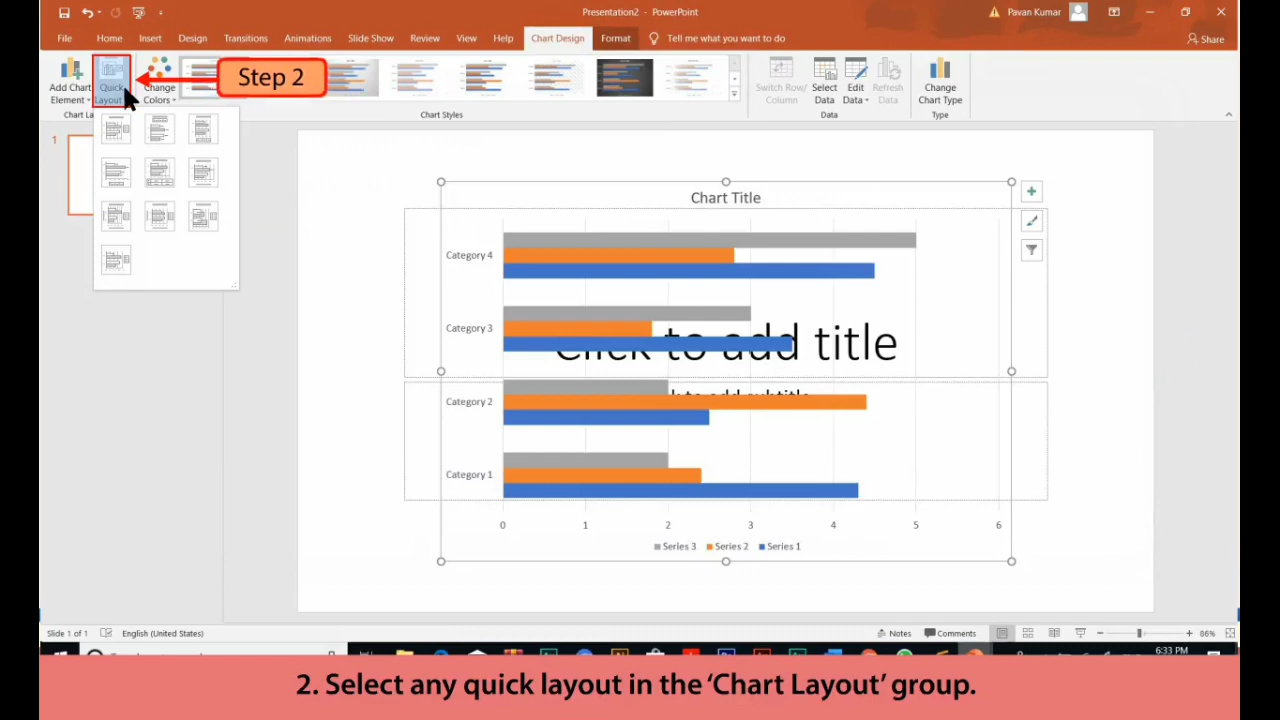 Presentation2 - PowerPoint
Pavan Kumar
File Home Insert Design Transitions Animations Slide Show Review View Help Chart Design Format Tell me what you want to do Share
Add Chart
Element
Quick
Layout
Change
Colors
Step 2
Switch Row/
Column
Select
Data
Edit
Data
Refresh
Data
Change
Chart Type
Chart La
Chart Styles
Data
Type
1
Chart Title
Category 4
Category 3
Click to add title
Category 2
k to add subtitle
Category 1
0 1 2 3 4 5 6
Series 3 Series 2 Series 1
Slide 1 of 1 English (United States) Notes Comments 86%
6:33 PM
2. Select any quick layout in the ‘Chart Layout’ group.